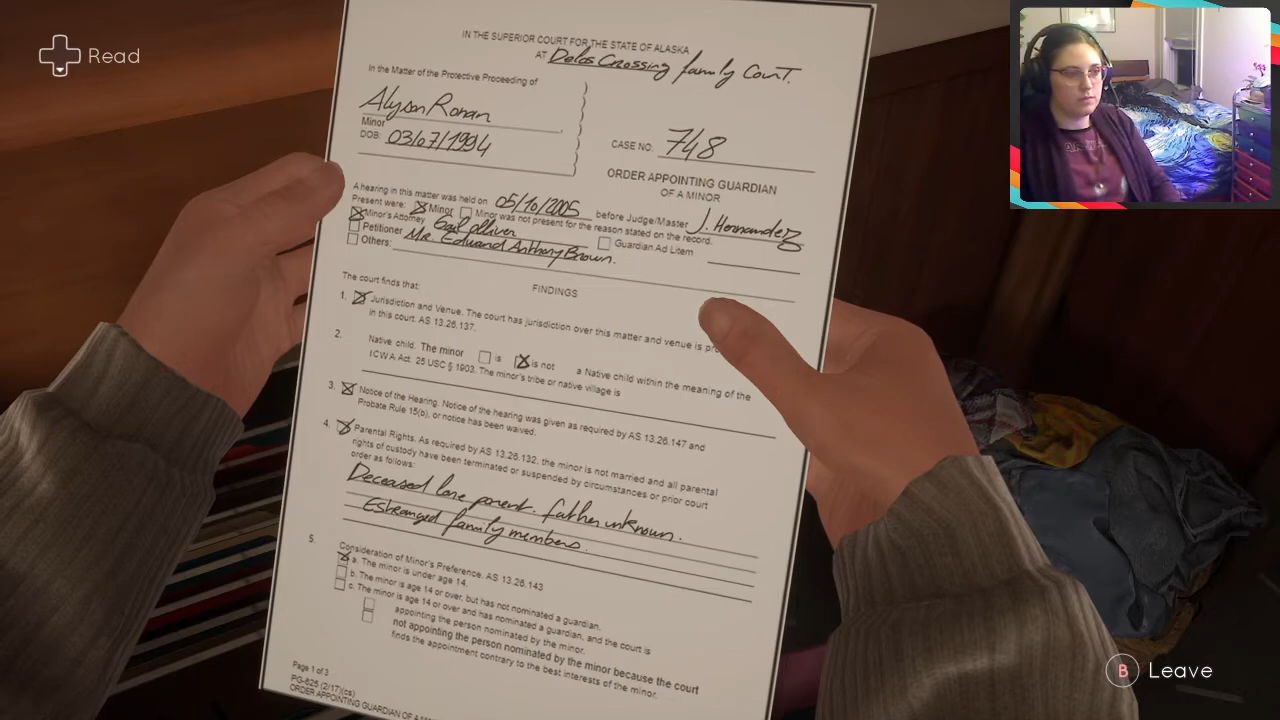 Read
IN THE SUPERIOR COURT FOR THE STATE OF ALASKA
AT Delos Crossing family Court.
In the Matter of the Protective Proceeding of
Alyson Ronan
Minor
DOB: 03/07/1994
CASE NO. 748
ORDER APPOINTING GUARDIAN
OF A MINOR
A hearing in this matter was held on 05/10/2005 before Judge/Master J. Hernandez
Present were: Minor Minor was not present for the reason stated on the record.
Minor's Attorney Gail Olliver Guardian Ad Litem
Petitioner Mr. Eduard Anthony Brown.
Others:
FINDINGS
The court finds that:
1. Jurisdiction and Venue. The court has jurisdiction over this matter and venue is
in this court. AS 13.26.137.
2. Native child. The minor is is not a Native child within the meaning of the
ICWA Act. 25 USC § 1903. The minor's tribe or native village is
3. Notice of the Hearing. Notice of the hearing was given as required by AS 13.26.147 and
Probate Rule 15(b), or notice has been waived.
4. Parental Rights. As required by AS 13.26.132, the minor is not married and all parental
rights of custody have been terminated or suspended by circumstances or prior court
order as follows:
Deceased lone parent. father unknown.
Estranged family members.
5. Consideration of Minor's Preference. AS 13.26.143
a. The minor is under age 14.
b. The minor is age 14 or over, but has not nominated a guardian.
c. The minor is age 14 or over and has nominated a guardian, and the court is
appointing the person nominated by the minor.
not appointing the person nominated by the minor because the court
finds the appointment contrary to the best interests of the minor.
Page 1 of 3
PG-625 (2/17)(cs)
ORDER APPOINTING GUARDIAN OF A
B Leave